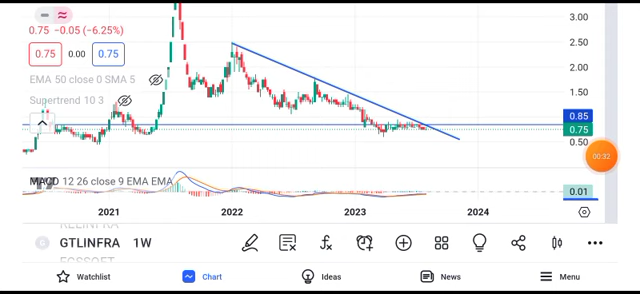 0.75 −0.05 (−6.25%)
3.00
0.75 0.00 0.75
2.50
2.00
EMA 50 close 0 SMA 5
1.50
Supertrend 10 3
0.85
0.75
0.50
00:32
MACD 12 26 close 9 EMA EMA
0.01
2021 2022 2023 2024
RELINFRA
GTLINFRA 1W
Watchlist Chart Ideas News Menu